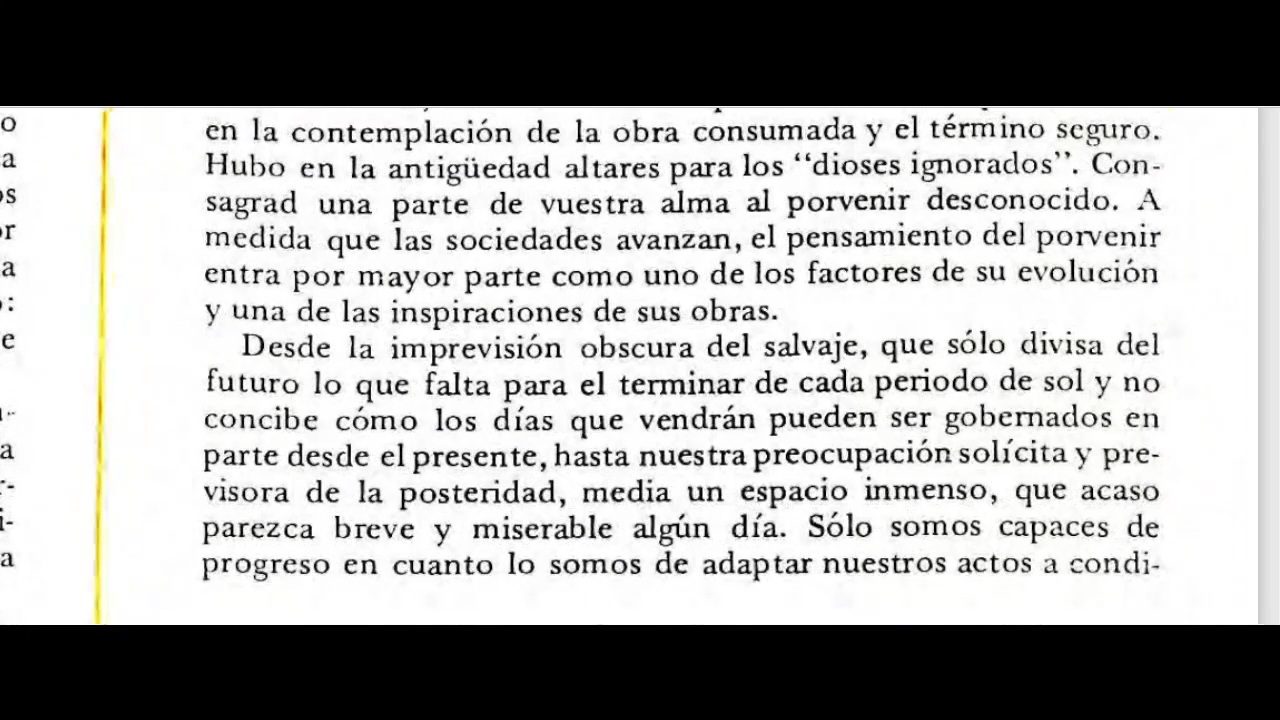 en la contemplación de la obra consumada y el término seguro.
Hubo en la antigüedad altares para los “dioses ignorados”. Con-
sagrad una parte de vuestra alma al porvenir desconocido. A
medida que las sociedades avanzan, el pensamiento del porvenir
entra por mayor parte como uno de los factores de su evolución
y una de las inspiraciones de sus obras.
Desde la imprevisión obscura del salvaje, que sólo divisa del
futuro lo que falta para el terminar de cada periodo de sol y no
concibe cómo los días que vendrán pueden ser gobernados en
parte desde el presente, hasta nuestra preocupación solícita y pre-
visora de la posteridad, media un espacio inmenso, que acaso
parezca breve y miserable algún día. Sólo somos capaces de
progreso en cuanto lo somos de adaptar nuestros actos a condi-